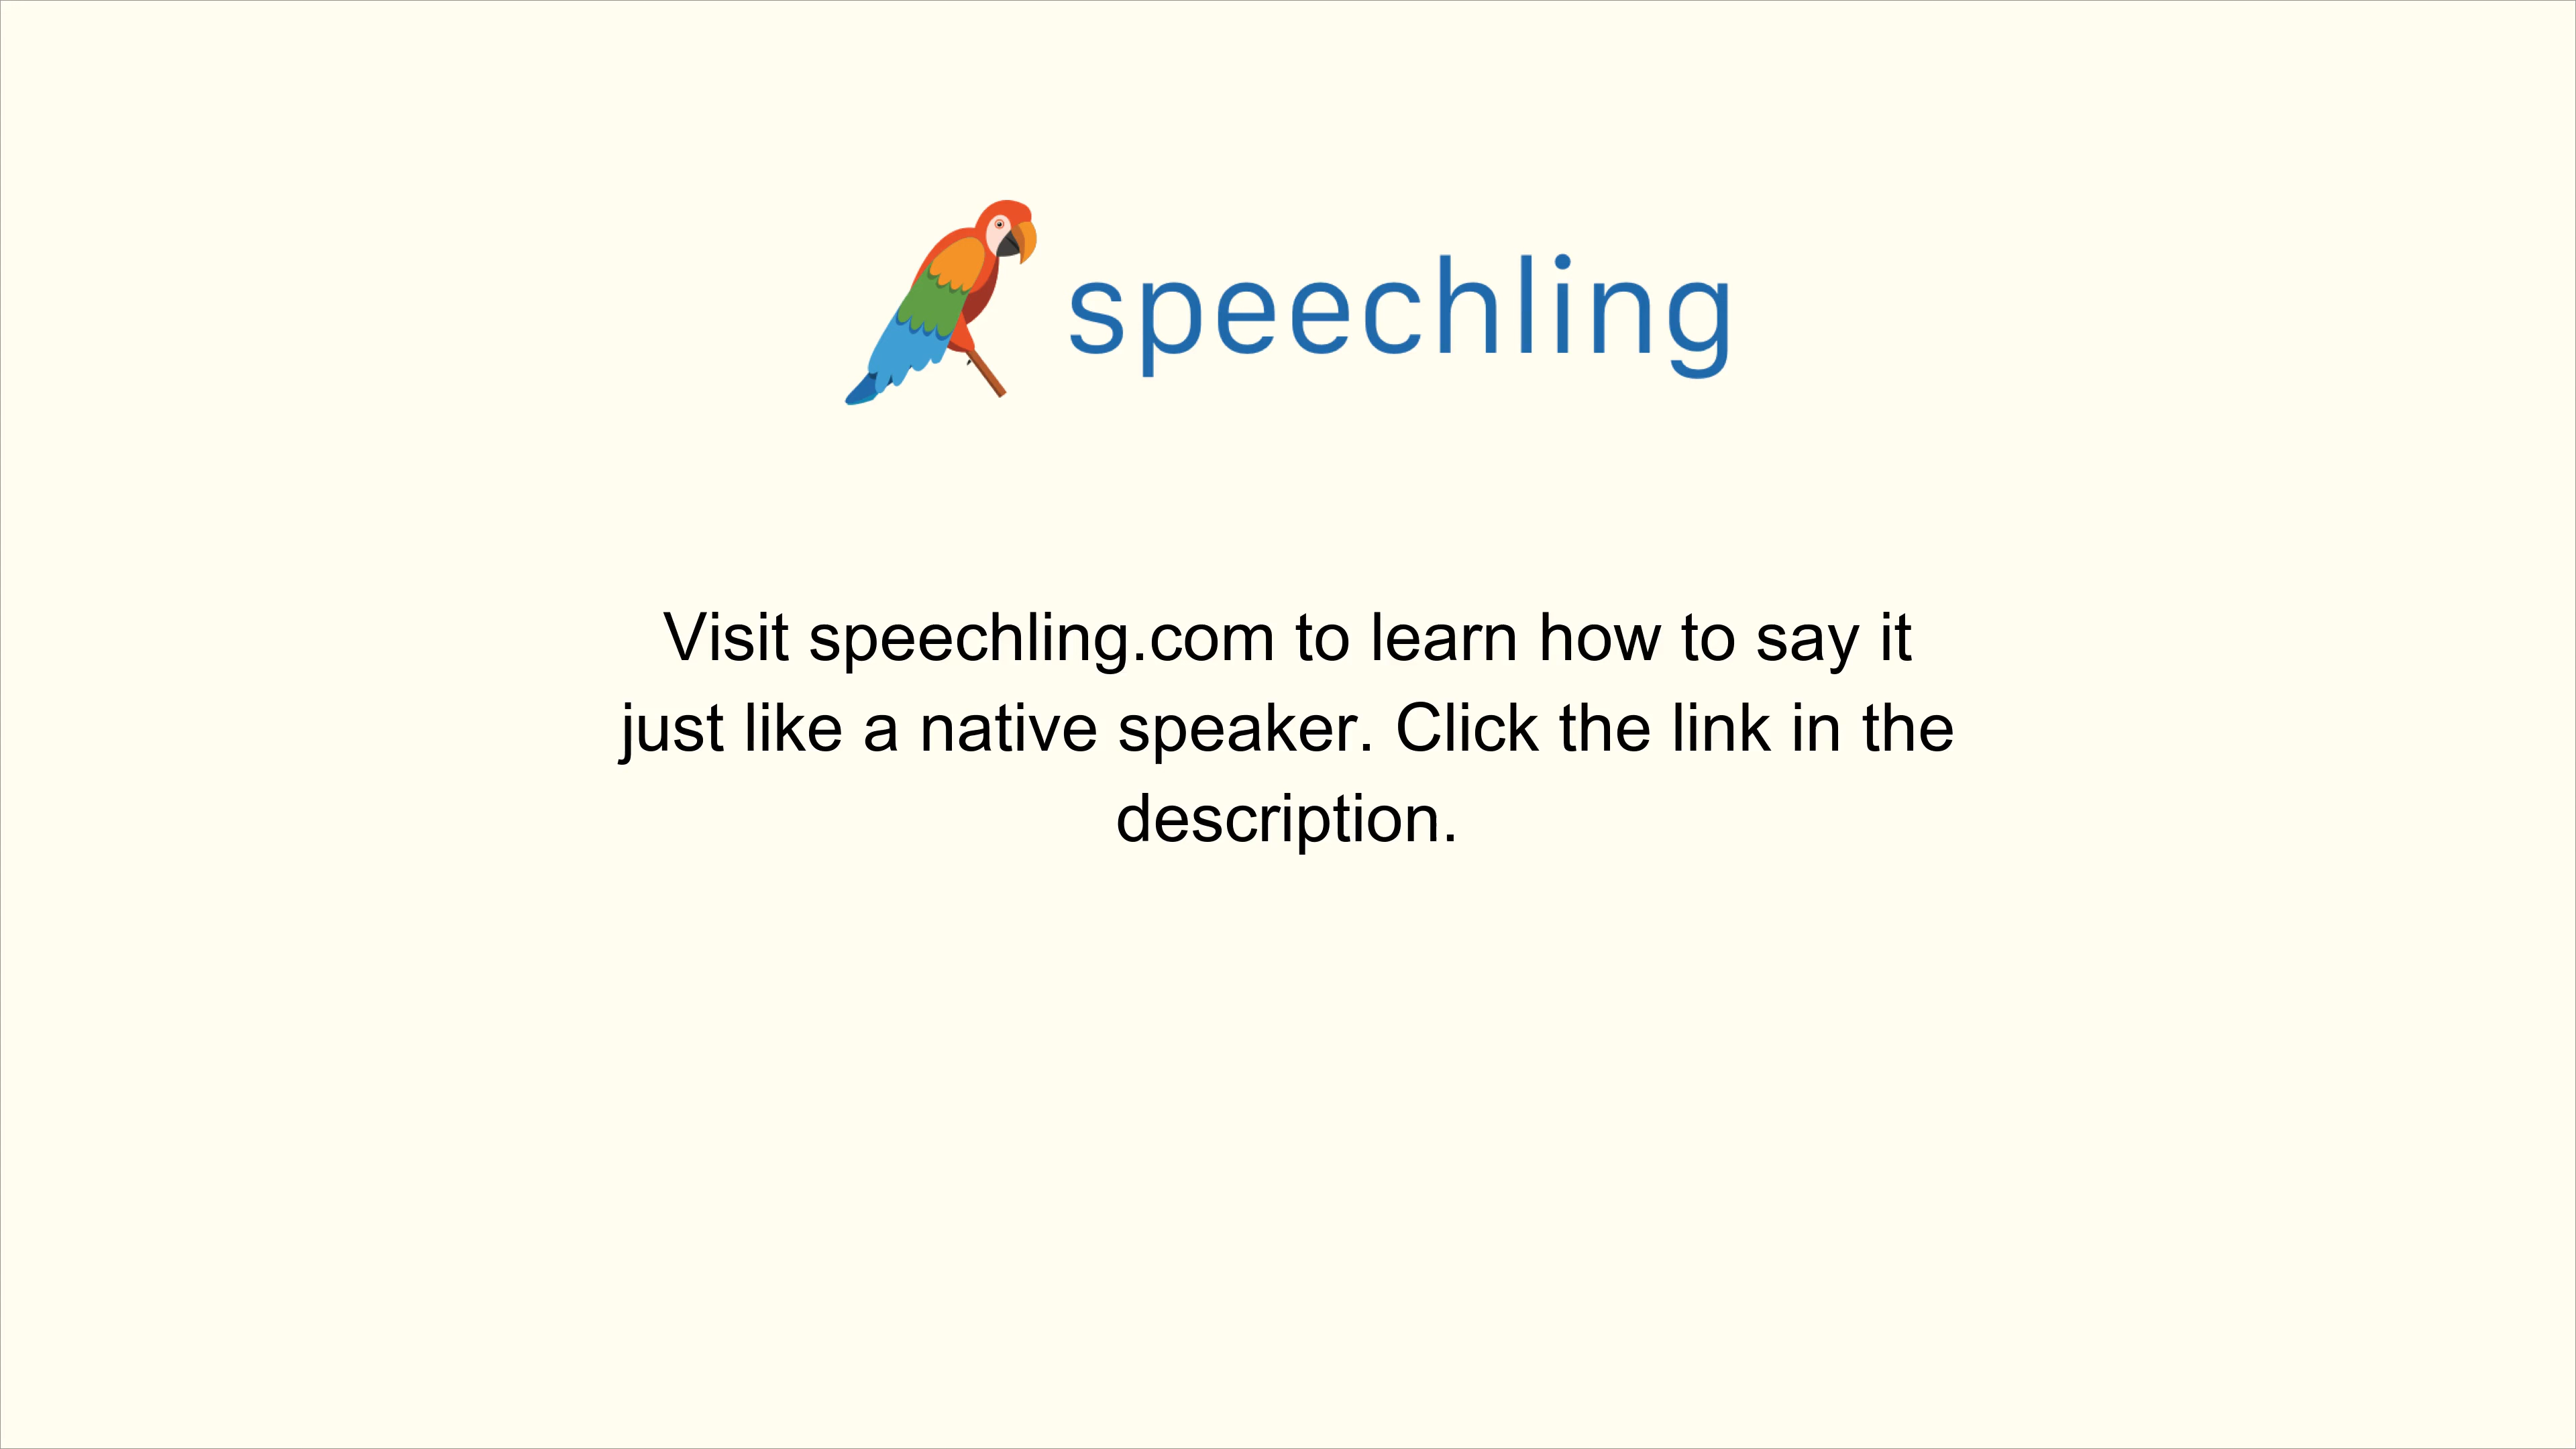 speechling
Visit speechling.com to learn how to say it
just like a native speaker. Click the link in the
description.